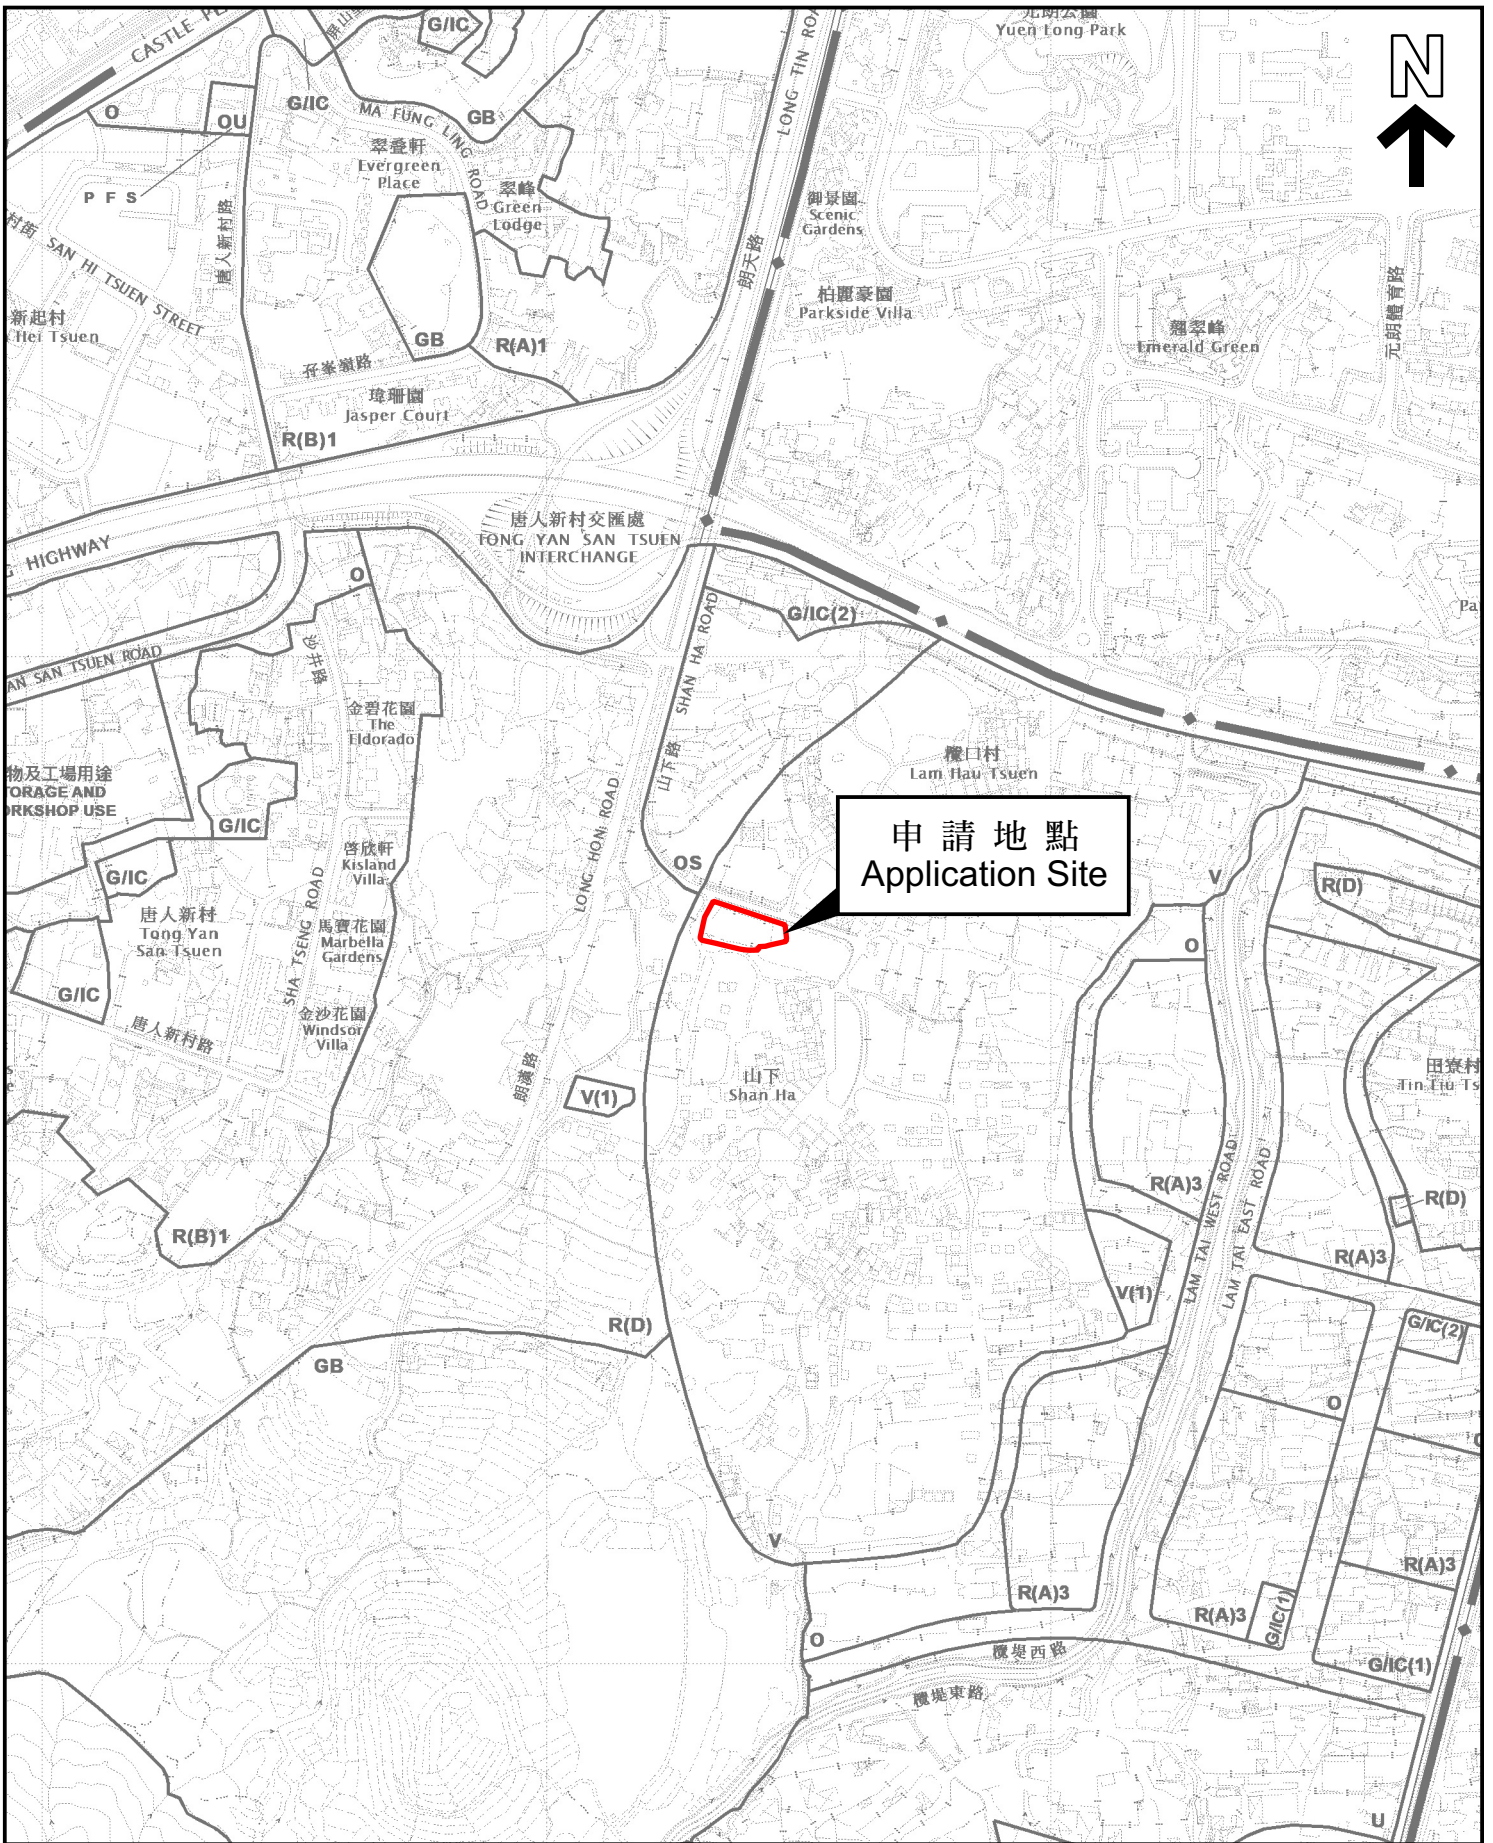 元朗公園
Yuen Long Park
N
CASTLE PE
G/IC
LONG TIN ROA
O
OU
G/IC
MA FUNG LING ROAD
GB
翠疊軒
Evergreen
Place
翠峰
Green
Lodge
P F S
御景園
Scenic
Gardens
村街 SAN HI TSUEN STREET
唐人新村路
朗天路
元朗體育路
新起村
Hei Tsuen
柏麗豪園
Parkside Villa
翹翠峰
Emerald Green
GB
R(A)1
孖峯嶺路
瑋珊園
Jasper Court
R(B)1
唐人新村交匯處
TONG YAN SAN TSUEN
INTERCHANGE
G HIGHWAY
O
G/IC(2)
Pa
AN SAN TSUEN ROAD
沙井路
SHAN HA ROAD
山下路
金碧花園
The
Eldorado
欖口村
Lam Hau Tsuen
物及工場用途
TORAGE AND
ORKSHOP USE
G/IC
LONG HON ROAD
申請地點
Application Site
啓欣軒
Kisland
Villa
OS
G/IC
V
R(D)
唐人新村
Tong Yan
San Tsuen
SHA TSENG ROAD
馬寶花園
Marbella
Gardens
O
G/IC
金沙花園
Windsor
Villa
唐人新村路
朗漢路
V(1)
山下
Shan Ha
田寮村
Tin Liu Ts
R(A)3
R(D)
R(B)1
LAM TAI WEST ROAD
LAM TAI EAST ROAD
R(A)3
V(1)
R(D)
G/IC(2)
GB
O
V
R(A)3
R(A)3
R(A)3
G/IC(1)
O
欖堤西路
G/IC(1)
欖堤東路
U